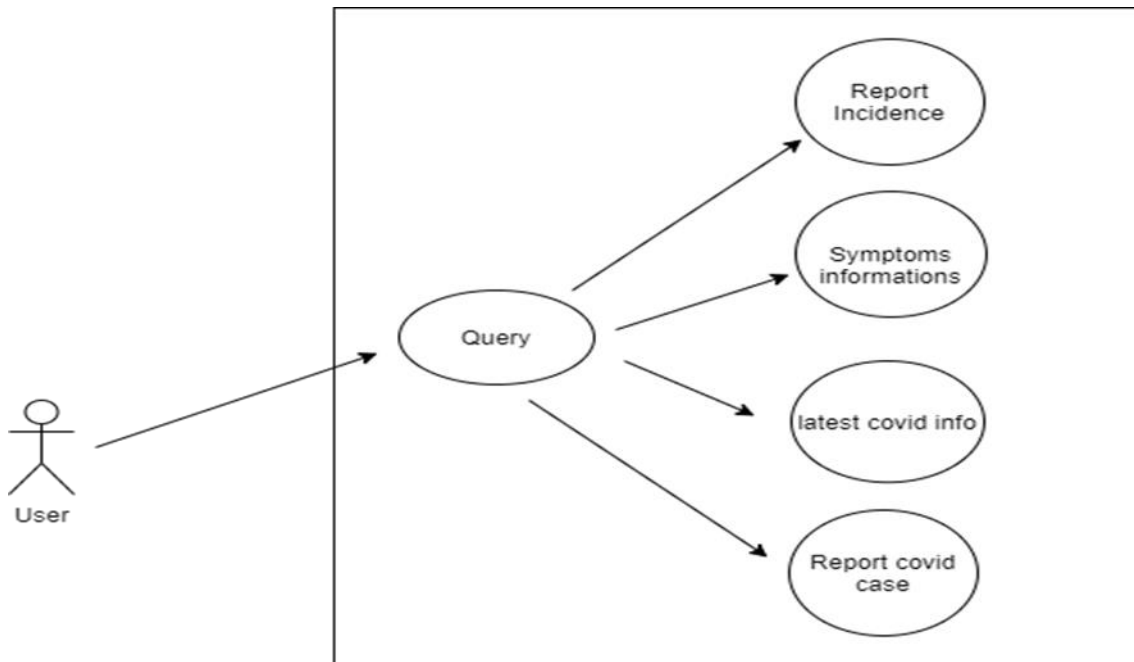 Report
Incidence
Symptoms
informations
Query
latest covid info
User
Report covid
case